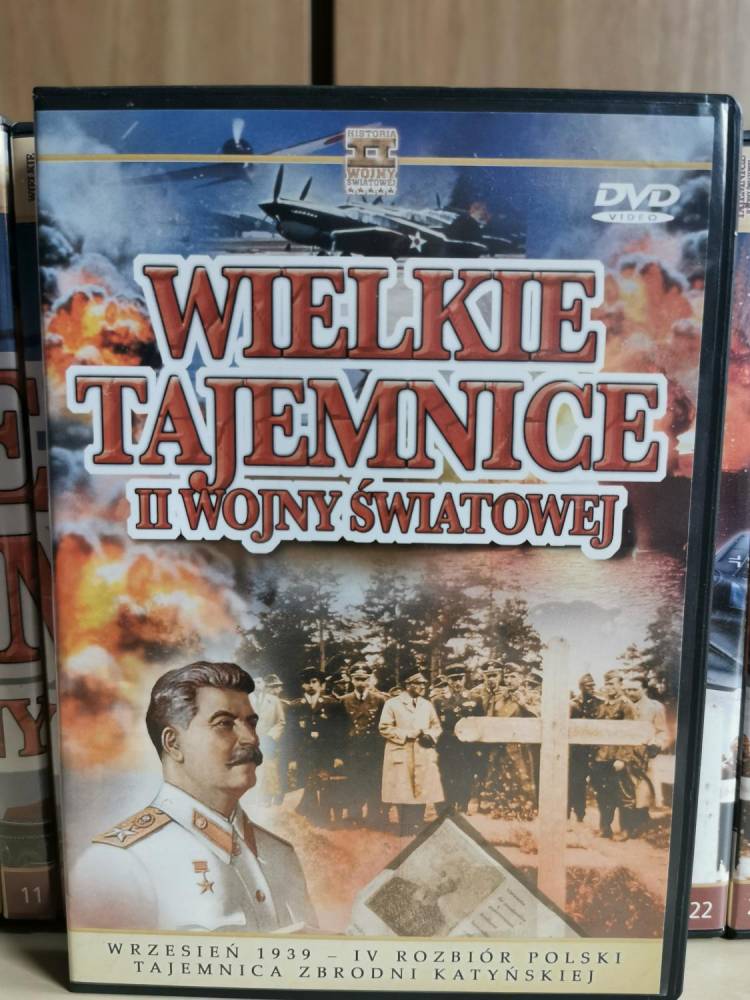 HISTORIA
II
WOJNY
ŚWIATOWEJ
DVD
VIDEO
WIELKIE
TAJEMNICE
II WOJNY ŚWIATOWEJ
11
22
WRZESIEŃ 1939 – IV ROZBIÓR POLSKI
TAJEMNICA ZBRODNI KATYŃSKIEJ